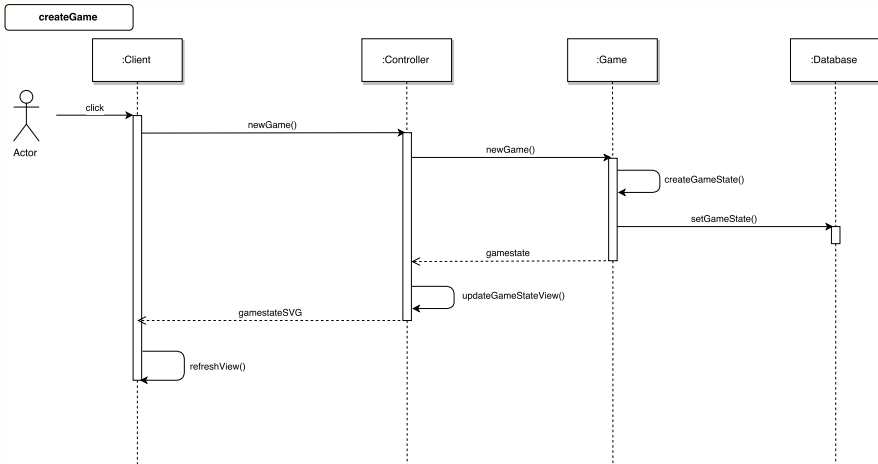 createGame
:Client
:Controller
:Game
:Database
click
Actor
newGame()
newGame()
createGameState()
setGameState()
gamestate
updateGameStateView()
gamestateSVG
refreshView()